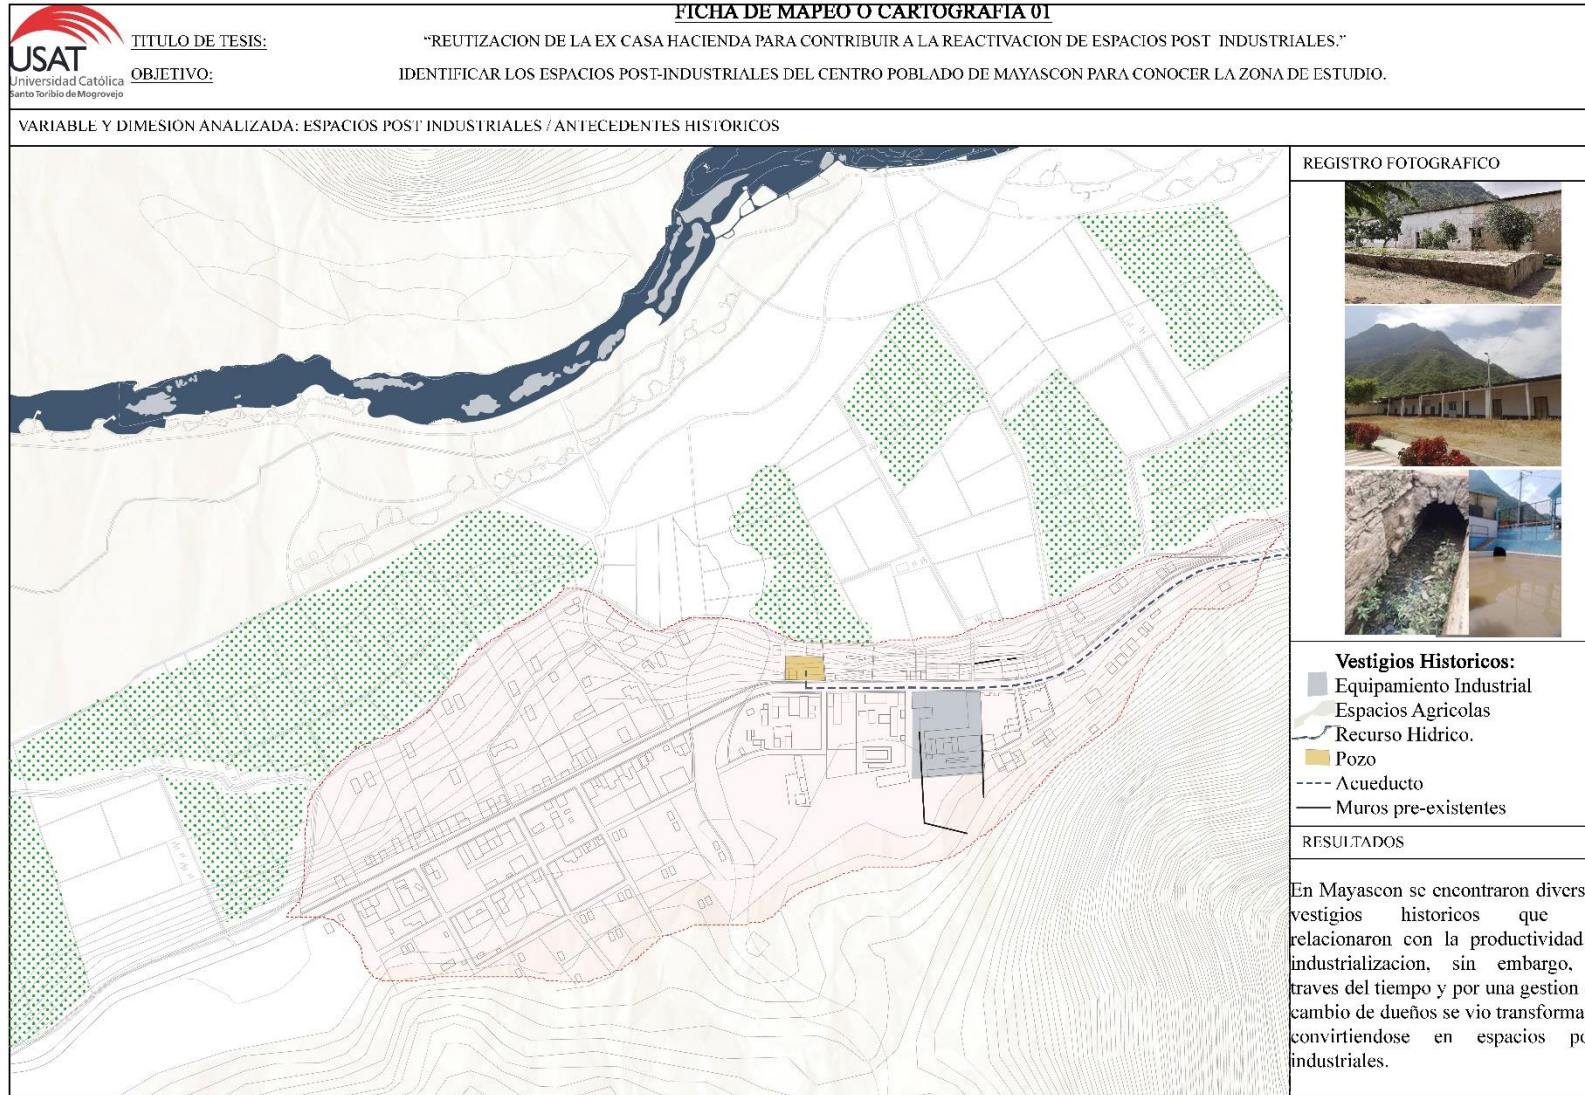 FICHA DE MAPEO O CARTOGRAFIA 01
USAT
Universidad Católica
Santo Toribio de Mogrovejo
TITULO DE TESIS:
“REUTIZACION DE LA EX CASA HACIENDA PARA CONTRIBUIR A LA REACTIVACION DE ESPACIOS POST INDUSTRIALES.”
OBJETIVO:
IDENTIFICAR LOS ESPACIOS POST-INDUSTRIALES DEL CENTRO POBLADO DE MAYASCON PARA CONOCER LA ZONA DE ESTUDIO.
VARIABLE Y DIMESION ANALIZADA: ESPACIOS POST INDUSTRIALES / ANTECEDENTES HISTORICOS
REGISTRO FOTOGRAFICO
Vestigios Historicos:
Equipamiento Industrial
Espacios Agricolas
Recurso Hidrico.
Pozo
Acueducto
Muros pre-existentes
RESULTADOS
En Mayascon se encontraron divers
vestigios historicos que
relacionaron con la productividad
industrializacion, sin embargo,
traves del tiempo y por una gestion
cambio de dueños se vio transforma
convirtiendose en espacios po
industriales.